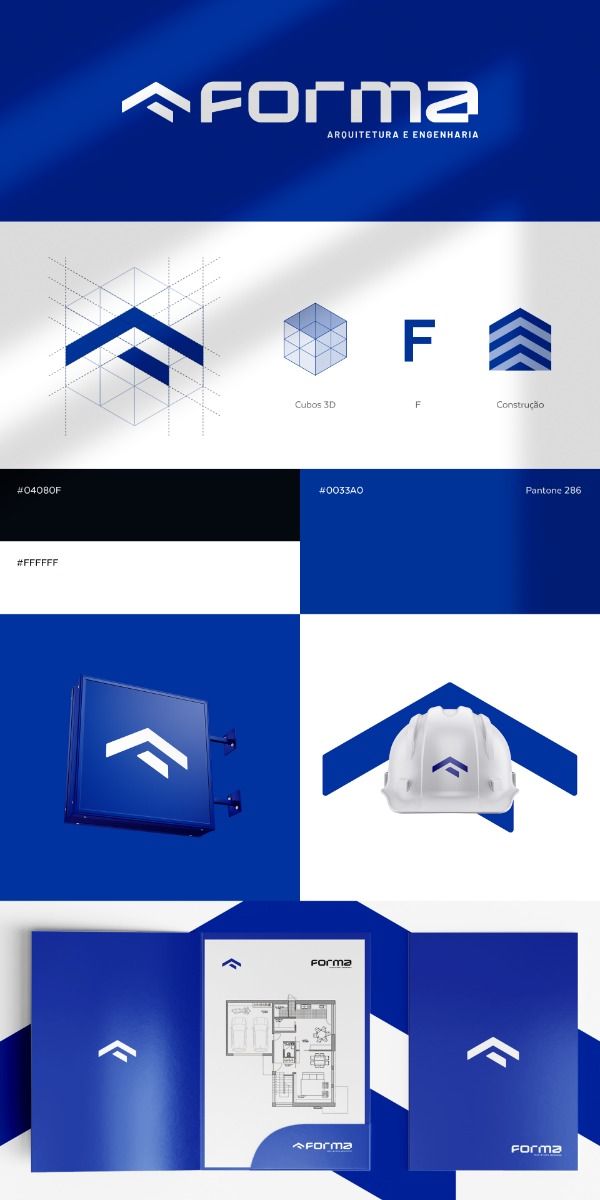 Forma
ARQUITETURA E ENGENHARIA
F
Cubos 3D
F
Construção
#04080F
#0033A0
Pantone 286
#FFFFFF
Forma
Forma
Forma